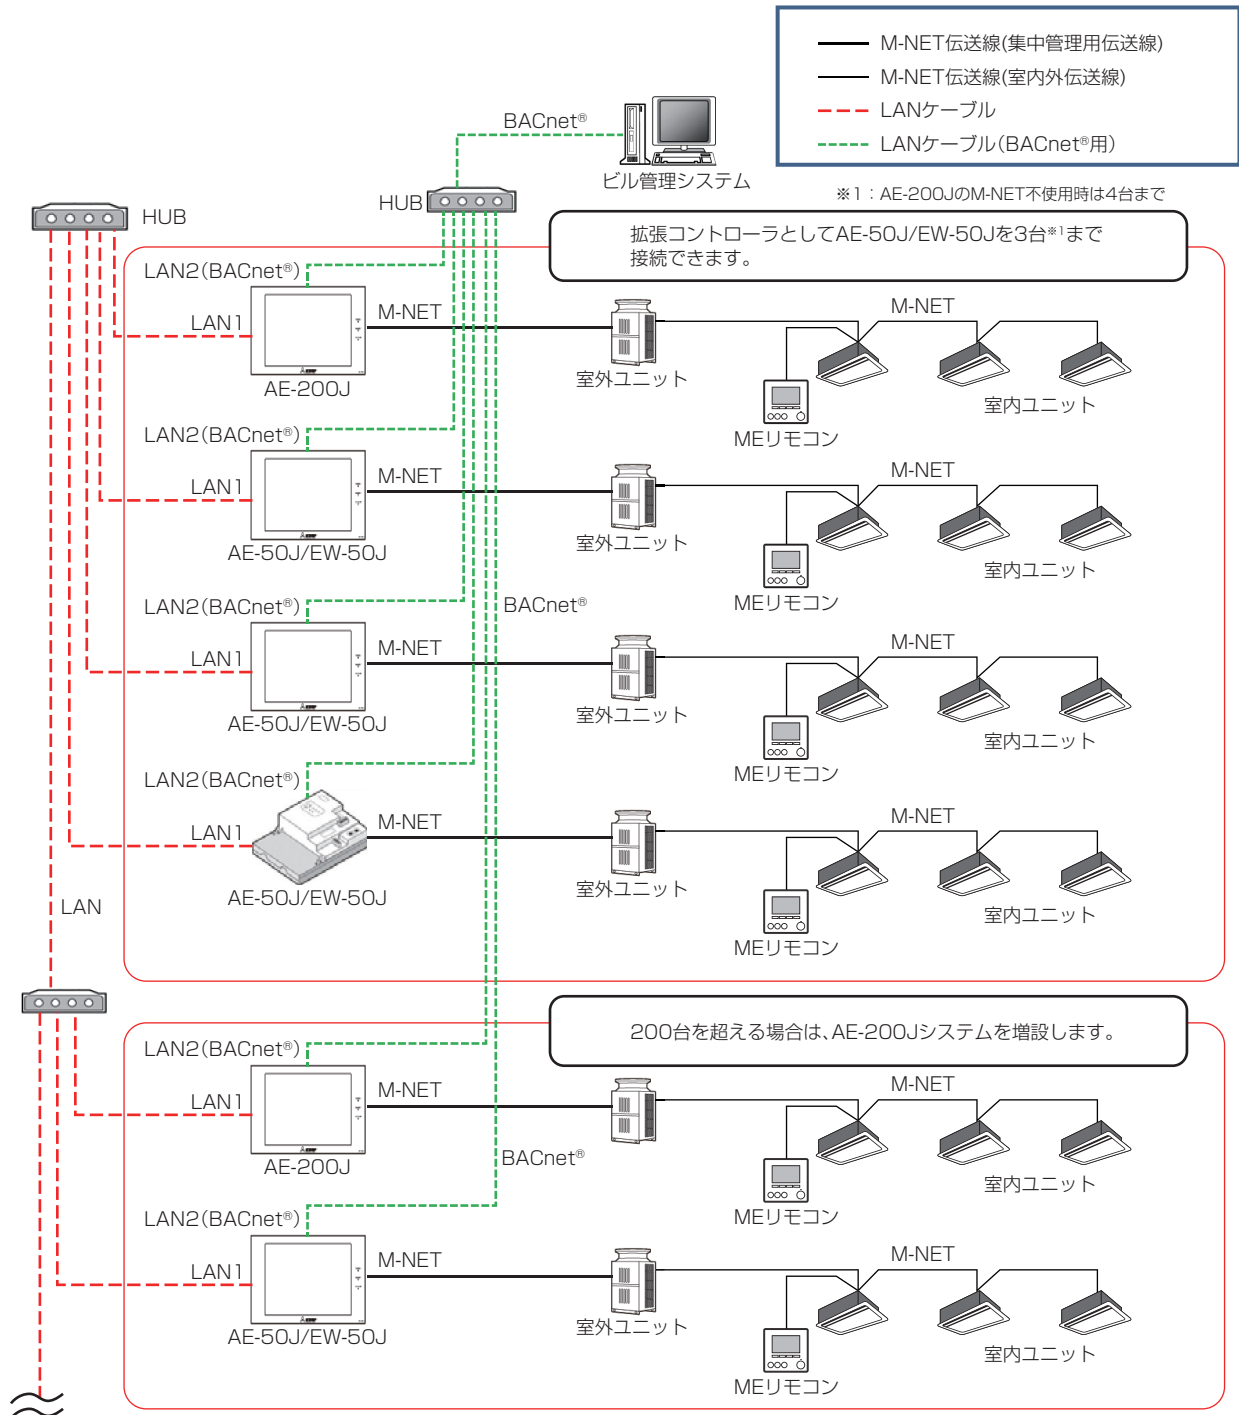 M-NET伝送線(集中管理用伝送線)
M-NET伝送線(室内外伝送線)
LANケーブル
LANケーブル(BACnet®用)
BACnet®
ビル管理システム
※1：AE-200JのM-NET不使用時は4台まで
HUB
HUB
拡張コントローラとしてAE-50J/EW-50Jを3台※1まで
接続できます。
LAN2(BACnet®)
LAN1
M-NET
M-NET
AE-200J
室外ユニット
室内ユニット
MEリモコン
LAN2(BACnet®)
LAN1
M-NET
M-NET
AE-50J/EW-50J
室外ユニット
室内ユニット
MEリモコン
LAN2(BACnet®)
BACnet®
LAN1
M-NET
M-NET
AE-50J/EW-50J
室外ユニット
室内ユニット
MEリモコン
LAN2(BACnet®)
LAN1
M-NET
M-NET
AE-50J/EW-50J
室外ユニット
室内ユニット
MEリモコン
LAN
200台を超える場合は、AE-200Jシステムを増設します。
LAN2(BACnet®)
LAN1
M-NET
M-NET
AE-200J
BACnet®
室内ユニット
MEリモコン
LAN2(BACnet®)
LAN1
M-NET
M-NET
AE-50J/EW-50J
室外ユニット
室内ユニット
MEリモコン